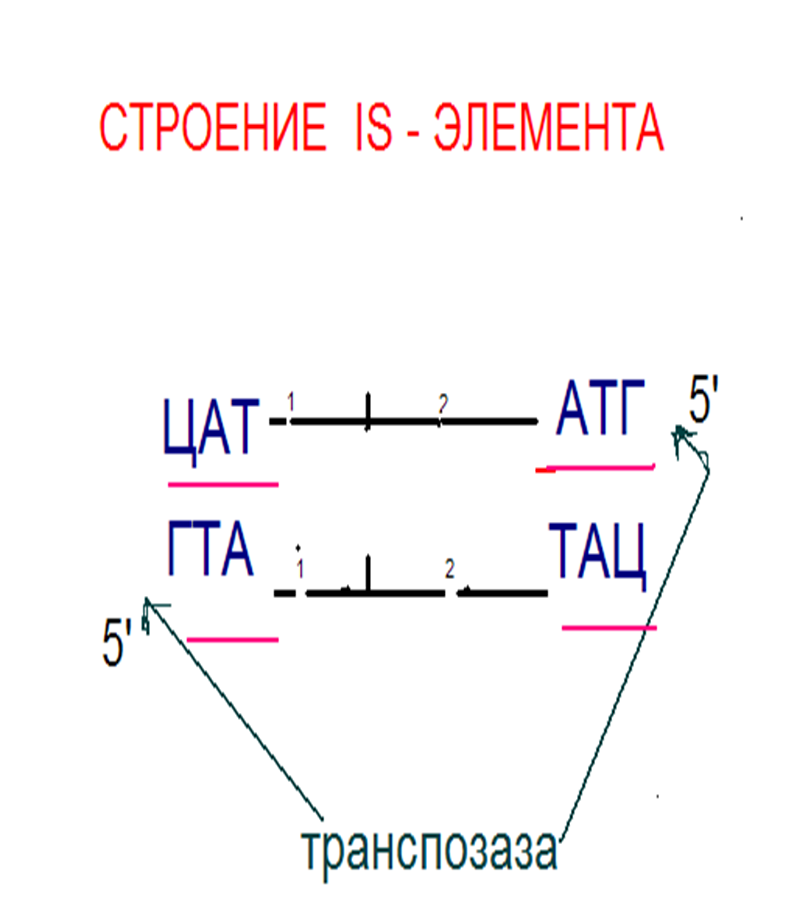 СТРОЕНИЕ IS - ЭЛЕМЕНТА
ЦАТ 1 2 АТГ 5'
ГТА 1 2 ТАЦ
5'
транспозаза